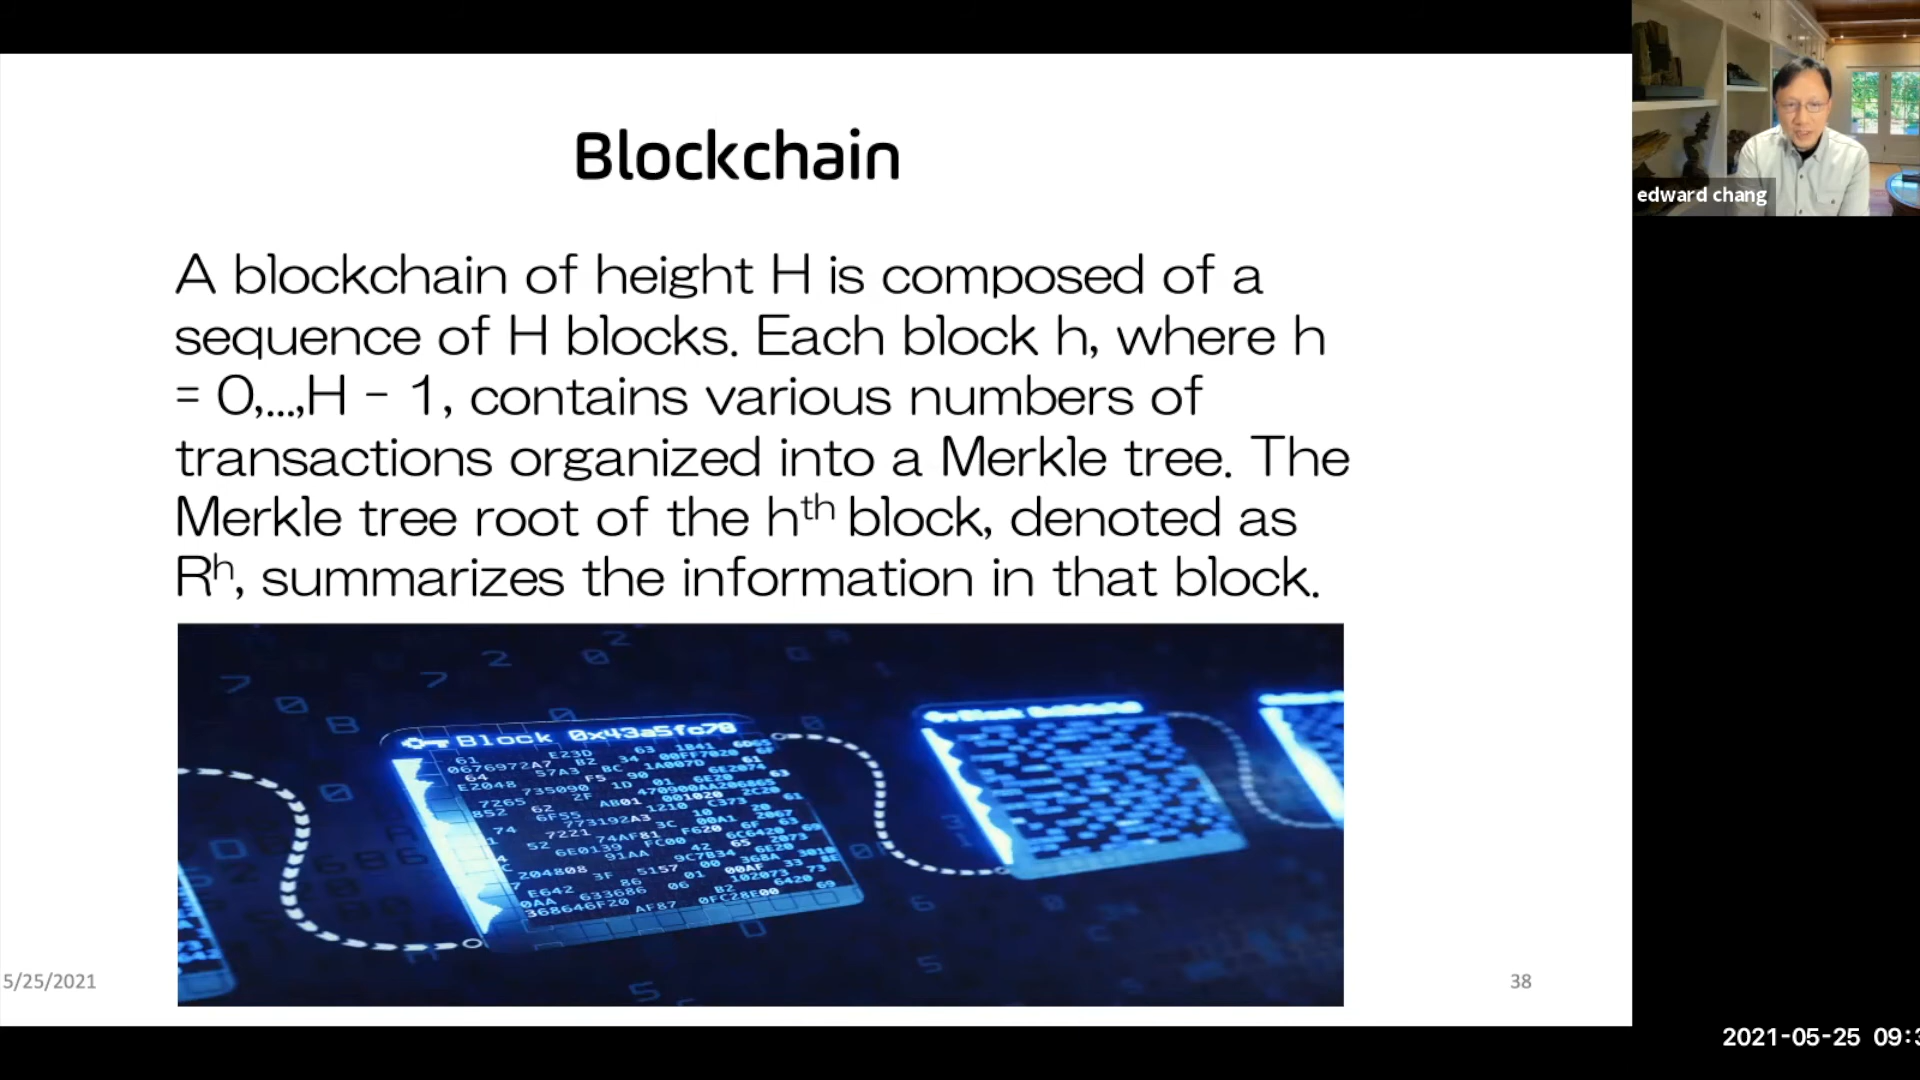 Blockchain
A blockchain of height H is composed of a
sequence of H blocks. Each block h, where h
= 0,...,H - 1, contains various numbers of
transactions organized into a Merkle tree. The
Merkle tree root of the hth block, denoted as
Rh, summarizes the information in that block.
Block 0x43a5fc78
5/25/2021
38
edward chang
2021-05-25 09:3